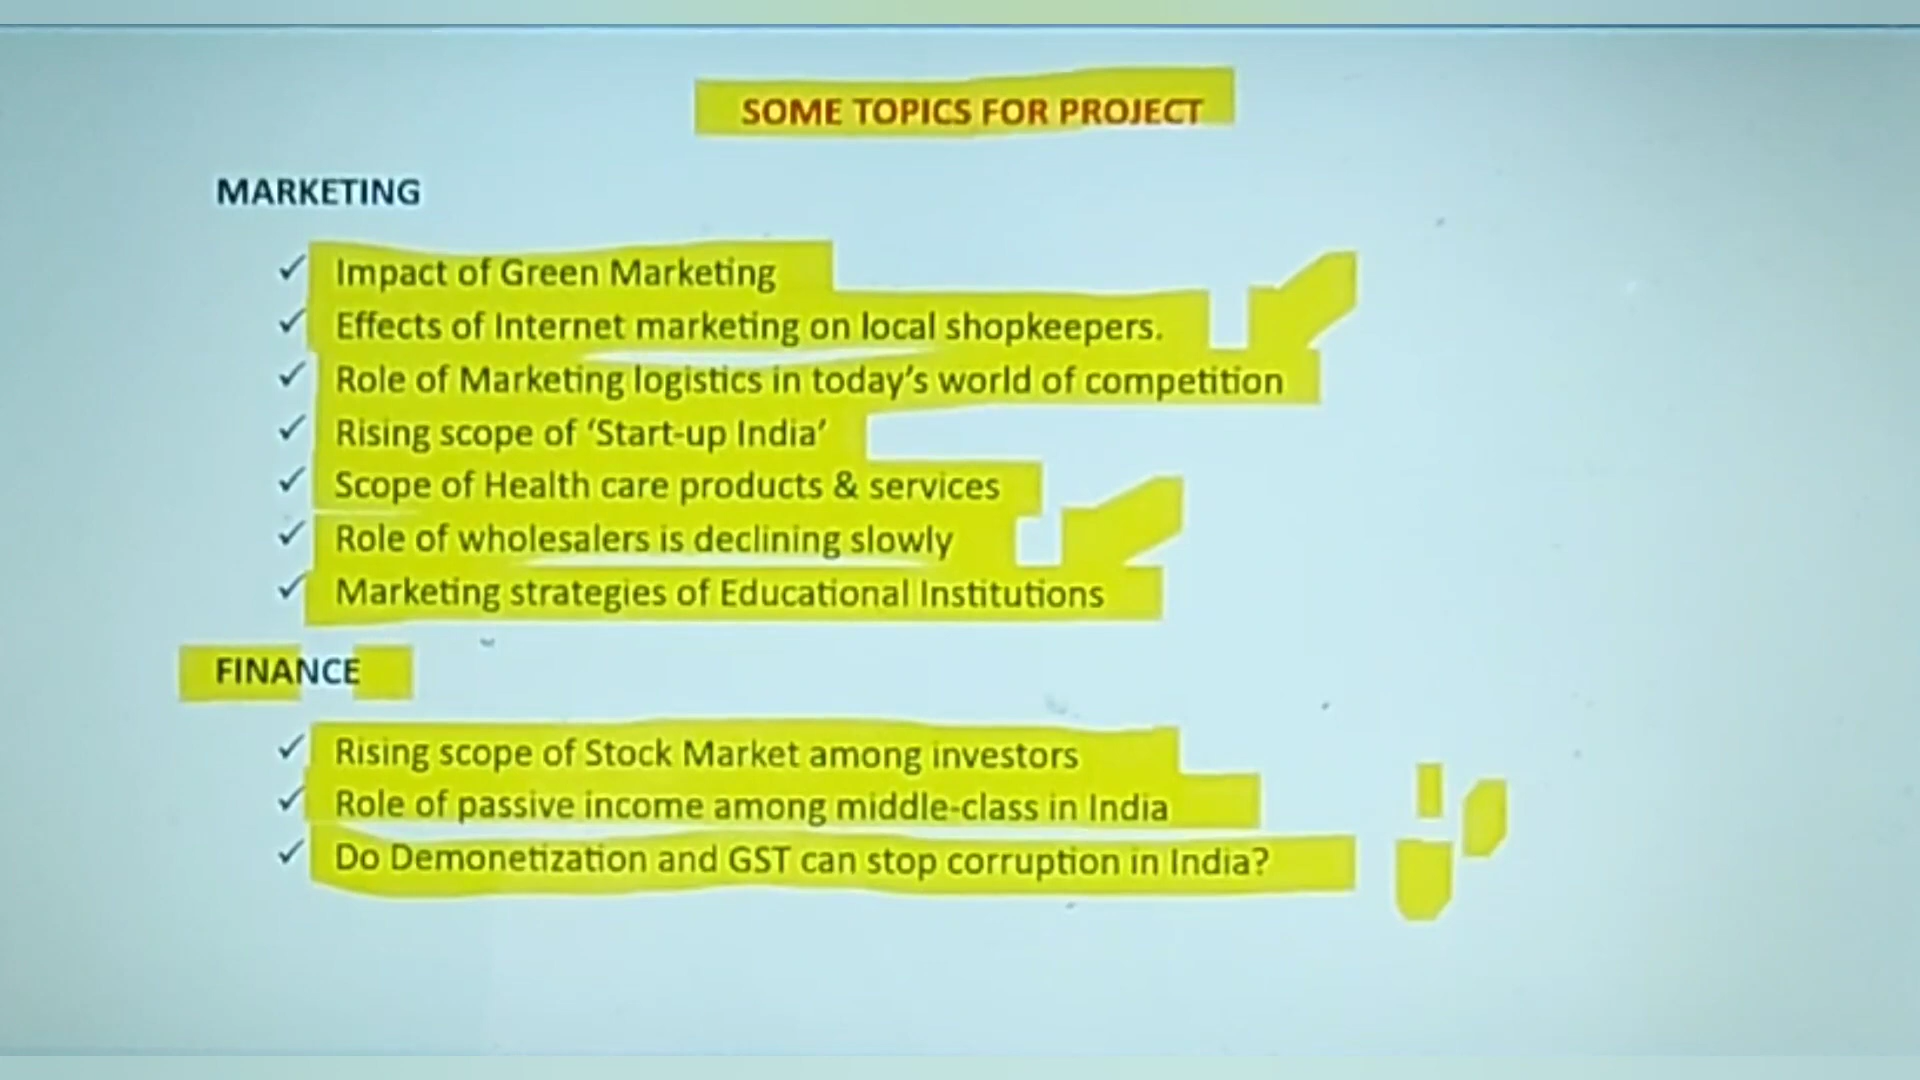 SOME TOPICS FOR PROJECT
MARKETING
✓ Impact of Green Marketing
✓ Effects of Internet marketing on local shopkeepers.
✓ Role of Marketing logistics in today’s world of competition
✓ Rising scope of ‘Start-up India’
✓ Scope of Health care products & services
✓ Role of wholesalers is declining slowly
✓ Marketing strategies of Educational Institutions
FINANCE
✓ Rising scope of Stock Market among investors
✓ Role of passive income among middle-class in India
✓ Do Demonetization and GST can stop corruption in India?